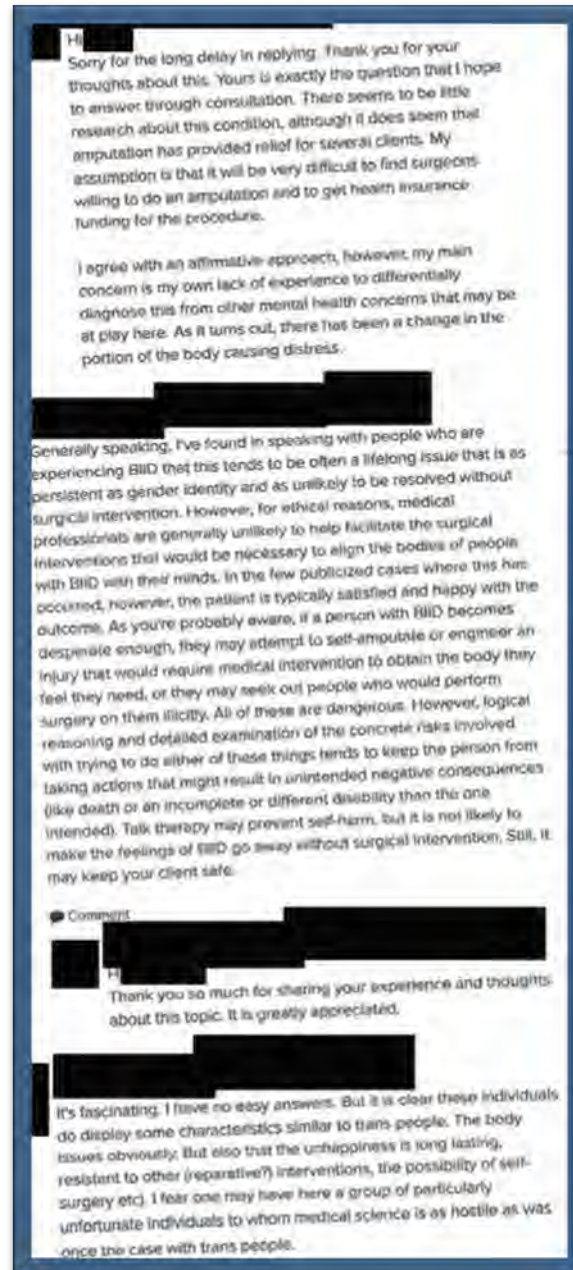 Hi
Sorry for the long delay in replying. Thank you for your
thoughts about this. Yours is exactly the question that I hope
to answer through consultation. There seems to be little
research about this condition, although it does seem that
amputation has provided relief for several clients. My
assumption is that it will be very difficult to find surgeons
willing to do an amputation and to get health insurance
funding for the procedure.
I agree with an affirmative approach, however, my main
concern is my own lack of experience to differentially
diagnose this from other mental health concerns that may be
at play here. As it turns out, there has been a change in the
portion of the body causing distress.
Generally speaking, I've found in speaking with people who are
experiencing BIID that this tends to be often a lifelong issue that is as
persistent as gender identity and as unlikely to be resolved without
surgical intervention. However, for ethical reasons, medical
professionals are generally unlikely to help facilitate the surgical
interventions that would be necessary to align the bodies of people
with BIID with their minds. In the few publicized cases where this has
occurred, however, the patient is typically satisfied and happy with the
outcome. As you're probably aware, if a person with BIID becomes
desperate enough, they may attempt to self-amputate or engineer an
injury that would require medical intervention to obtain the body they
feel they need, or they may seek out people who would perform
surgery on them illicitly. All of these are dangerous. However, logical
reasoning and detailed examination of the concrete risks involved
with trying to do either of these things tends to keep the person from
taking actions that might result in unintended negative consequences
(like death or an incomplete or different disability than the one
intended). Talk therapy may prevent self-harm, but it is not likely to
make the feelings of BIID go away without surgical intervention. Still, it
may keep your client safe.
Comment
H
Thank you so much for sharing your experience and thoughts
about this topic. It is greatly appreciated.
It's fascinating. I have no easy answers. But it is clear these individuals
do display some characteristics similar to trans people. The body
issues obviously. But also that the unhappiness is long lasting,
resistant to other (reparative?) interventions, the possibility of self-
surgery etc). I fear one may have here a group of particularly
unfortunate individuals to whom medical science is as hostile as was
once the case with trans people.